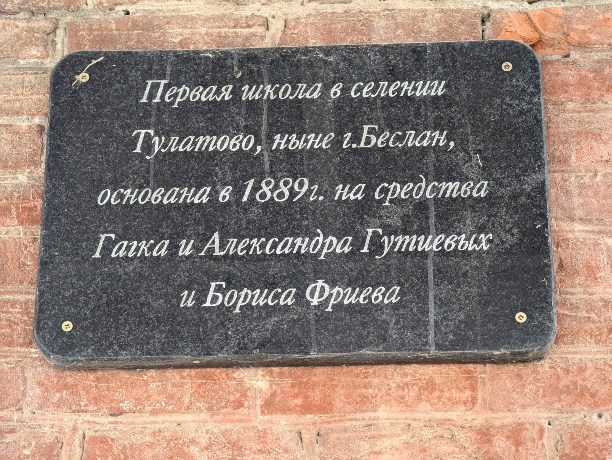 Первая школа в селении
Тулатово, ныне г.Беслан,
основана в 1889г. на средства
Гагка и Александра Гутиевых
и Бориса Фриева